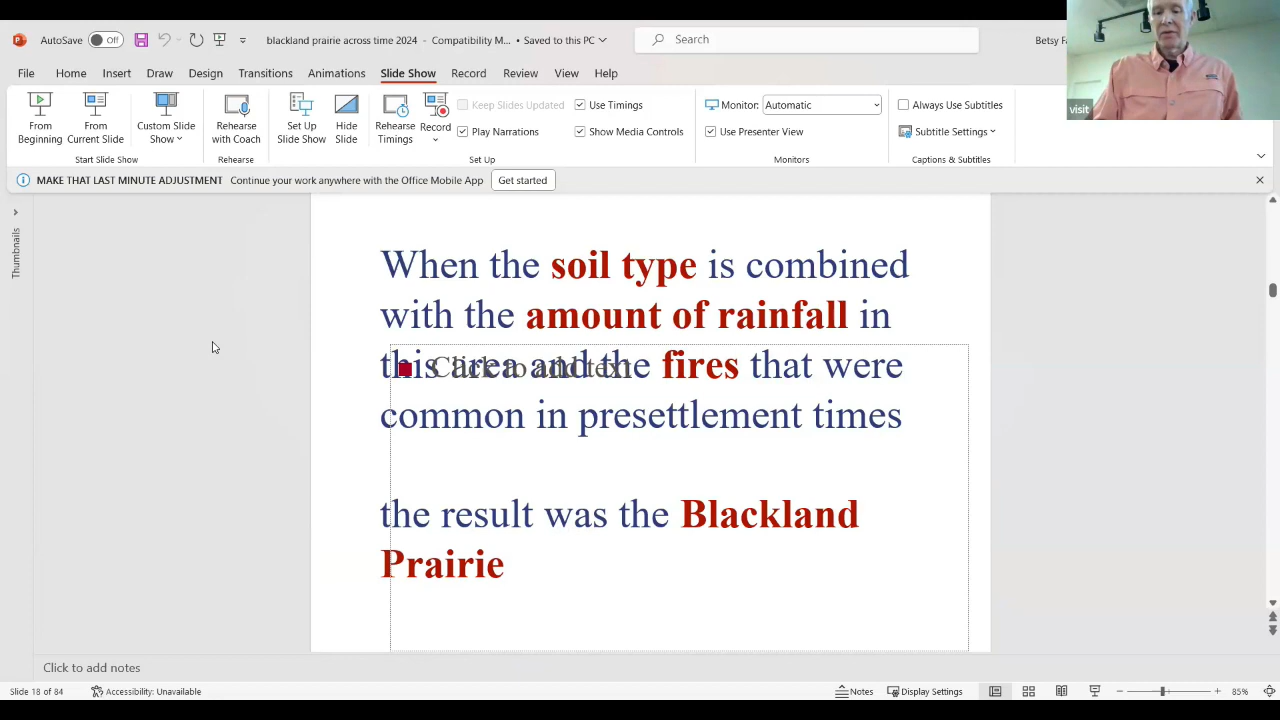 AutoSave Off blackland prairie across time 2024 - Compatibility M... • Saved to this PC Search Betsy
File Home Insert Draw Design Transitions Animations Slide Show Record Review View Help
From Beginning
From Current Slide
Custom Slide Show
Rehearse with Coach
Set Up Slide Show
Hide Slide
Rehearse Timings
Record
Keep Slides Updated
Play Narrations
Use Timings
Show Media Controls
Monitor: Automatic
Use Presenter View
Always Use Subtitles
Subtitle Settings
Start Slide Show Rehearse Set Up Monitors Captions & Subtitles
visit
MAKE THAT LAST MINUTE ADJUSTMENT Continue your work anywhere with the Office Mobile App Get started
Thumbnails
When the soil type is combined
with the amount of rainfall in
this area and the fires that were
Click to add text
common in presettlement times
the result was the Blackland
Prairie
Click to add notes
Slide 18 of 84 Accessibility: Unavailable Notes Display Settings 85%